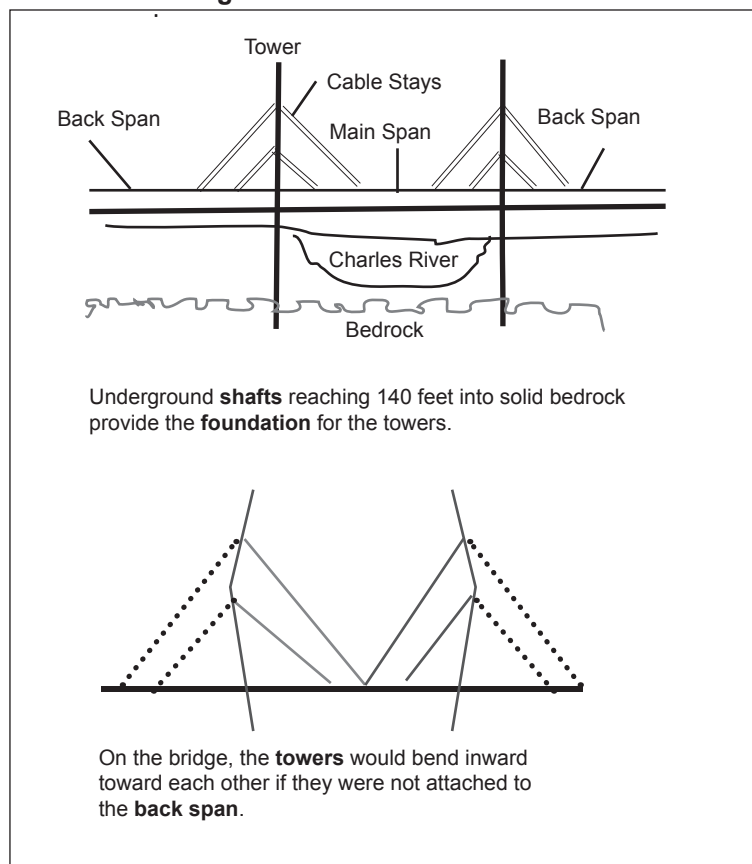 Tower
Cable Stays
Back Span
Main Span
Back Span
Charles River
Bedrock
Underground shafts reaching 140 feet into solid bedrock
provide the foundation for the towers.
On the bridge, the towers would bend inward
toward each other if they were not attached to
the back span.